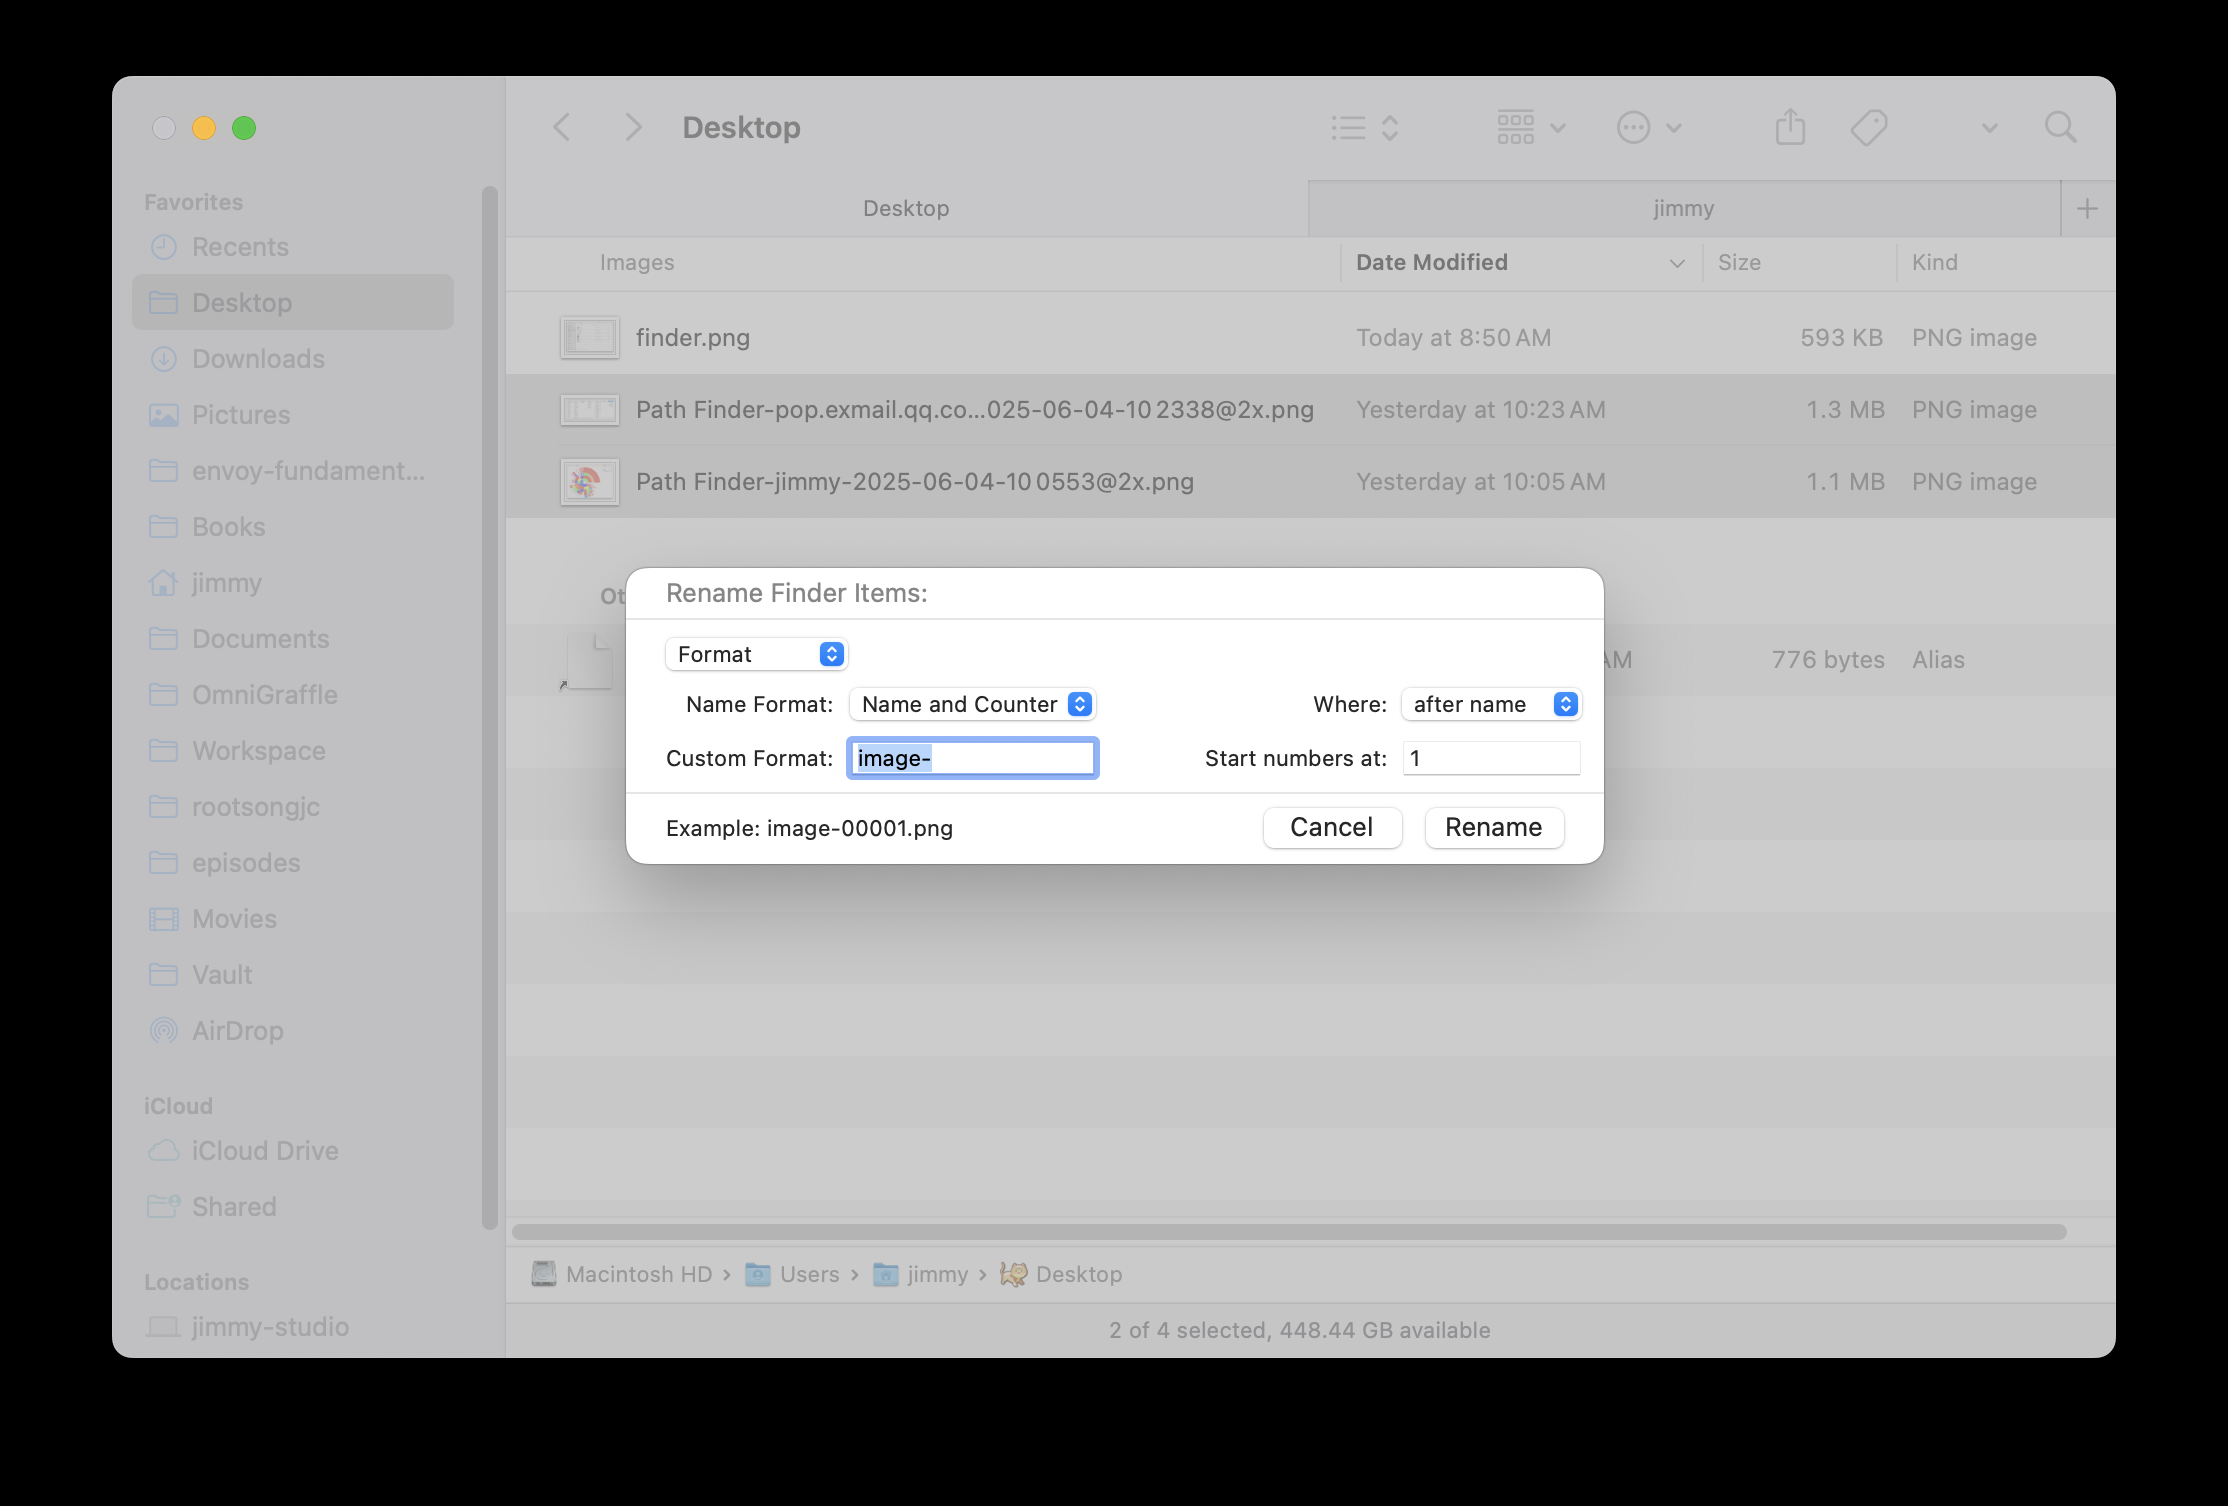 Desktop
Favorites
Recents
Desktop
Downloads
Pictures
envoy-fundament...
Books
jimmy
Documents
OmniGraffle
Workspace
rootsongjc
episodes
Movies
Vault
AirDrop
iCloud
iCloud Drive
Shared
Locations
jimmy-studio
Desktop jimmy
Images Date Modified Size Kind
finder.png Today at 8:50 AM 593 KB PNG image
Path Finder-pop.exmail.qq.co...025-06-04-10 2338@2x.png Yesterday at 10:23 AM 1.3 MB PNG image
Path Finder-jimmy-2025-06-04-10 0553@2x.png Yesterday at 10:05 AM 1.1 MB PNG image
Ot
AM 776 bytes Alias
Rename Finder Items:
Format
Name Format: Name and Counter Where: after name
Custom Format: image- Start numbers at: 1
Example: image-00001.png Cancel Rename
Macintosh HD › Users › jimmy › Desktop
2 of 4 selected, 448.44 GB available